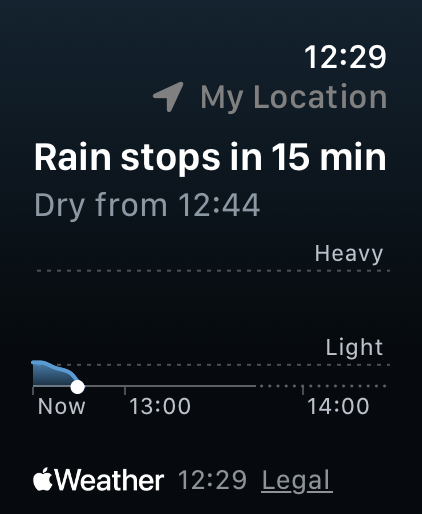 12:29
My Location
Rain stops in 15 min
Dry from 12:44
Heavy
Light
Now 13:00 14:00
Weather 12:29 Legal